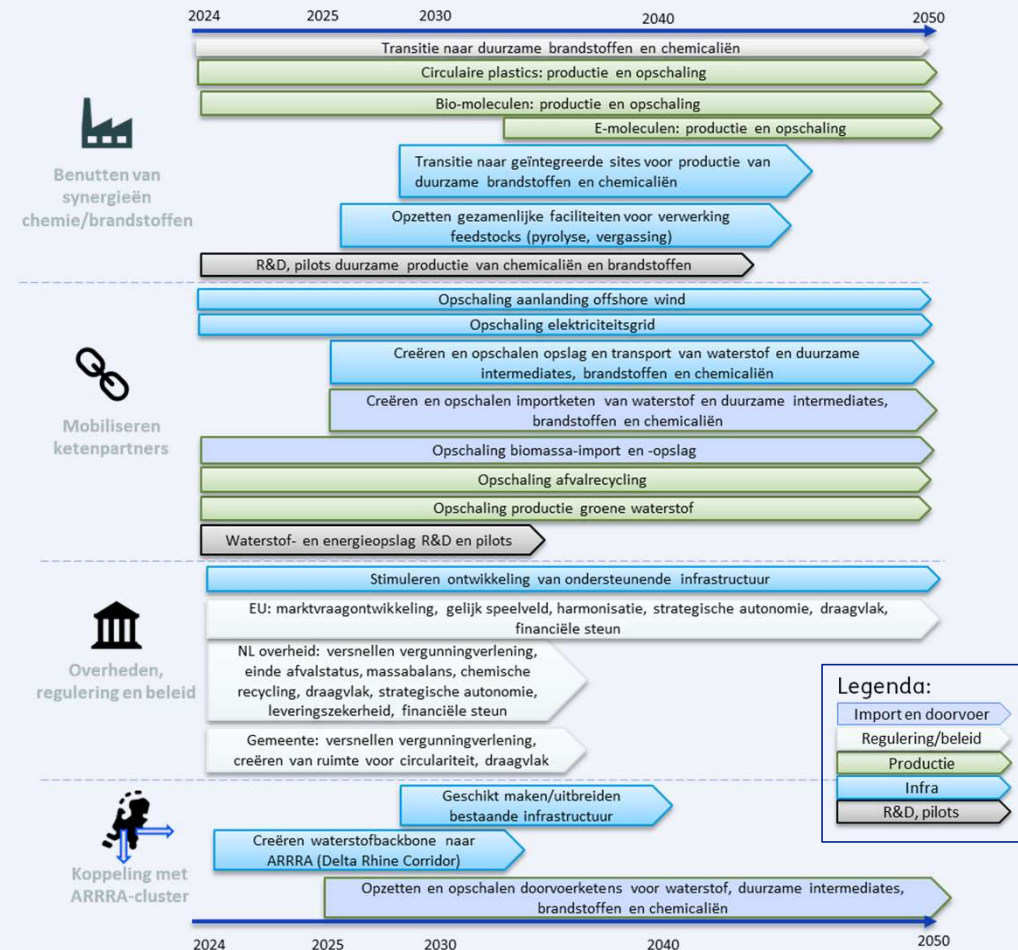 2024 2025 2030 2040 2050
Transitie naar duurzame brandstoffen en chemicaliën
Circulaire plastics: productie en opschaling
Bio-moleculen: productie en opschaling
E-moleculen: productie en opschaling
Benutten van
synergieën
chemie/brandstoffen
Transitie naar geïntegreerde sites voor productie van
duurzame brandstoffen en chemicaliën
Opzetten gezamenlijke faciliteiten voor verwerking
feedstocks (pyrolyse, vergassing)
R&D, pilots duurzame productie van chemicaliën en brandstoffen
Opschaling aanlanding offshore wind
Opschaling elektriciteitsgrid
Creëren en opschalen opslag en transport van waterstof en duurzame
intermediates, brandstoffen en chemicaliën
Mobiliseren
ketenpartners
Creëren en opschalen importketen van waterstof en duurzame intermediates,
brandstoffen en chemicaliën
Opschaling biomassa-import en -opslag
Opschaling afvalrecycling
Opschaling productie groene waterstof
Waterstof- en energieopslag R&D en pilots
Stimuleren ontwikkeling van ondersteunende infrastructuur
EU: marktvraagontwikkeling, gelijk speelveld, harmonisatie, strategische autonomie, draagvlak,
financiële steun
Overheden,
regulering en beleid
NL overheid: versnellen vergunningverlening,
einde afvalstatus, massabalans, chemische
recycling, draagvlak, strategische autonomie,
leveringszekerheid, financiële steun
Gemeente: versnellen vergunningverlening,
creëren van ruimte voor circulariteit, draagvlak
Legenda:
Import en doorvoer
Regulering/beleid
Productie
Infra
R&D, pilots
Geschikt maken/uitbreiden
bestaande infrastructuur
Creëren waterstofbackbone naar
ARRRA (Delta Rhine Corridor)
Koppeling met
ARRRA-cluster
Opzetten en opschalen doorvoerketens voor waterstof, duurzame intermediates,
brandstoffen en chemicaliën
2024 2025 2030 2040 2050